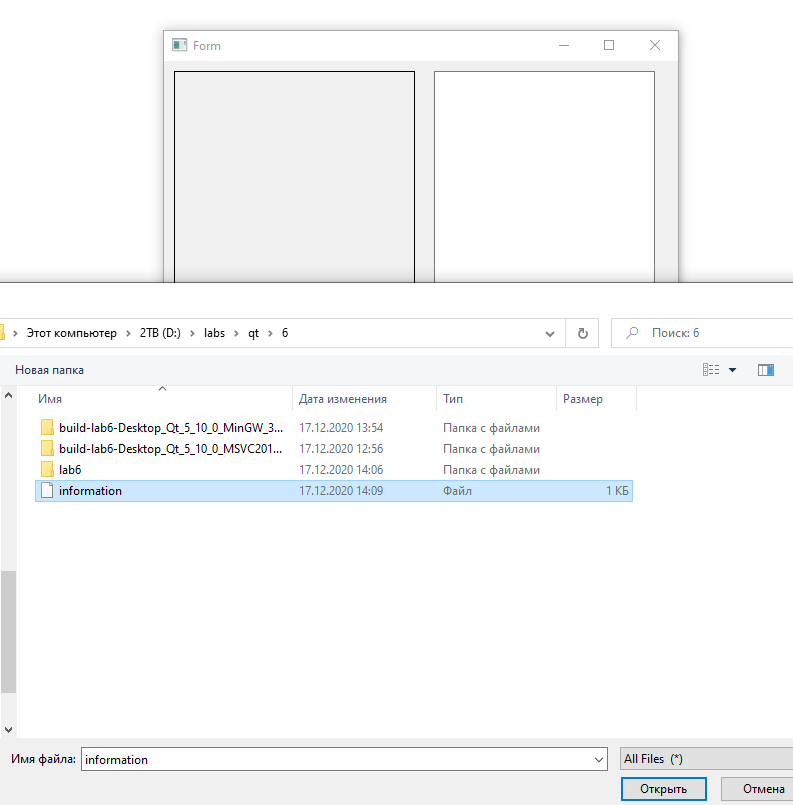 Form
Этот компьютер › 2TB (D:) › labs › qt › 6
Поиск: 6
Новая папка
Имя Дата изменения Тип Размер
build-lab6-Desktop_Qt_5_10_0_MinGW_3... 17.12.2020 13:54 Папка с файлами
build-lab6-Desktop_Qt_5_10_0_MSVC201... 17.12.2020 12:56 Папка с файлами
lab6 17.12.2020 14:06 Папка с файлами
information 17.12.2020 14:09 Файл 1 КБ
Имя файла: information All Files (*)
Открыть Отмена